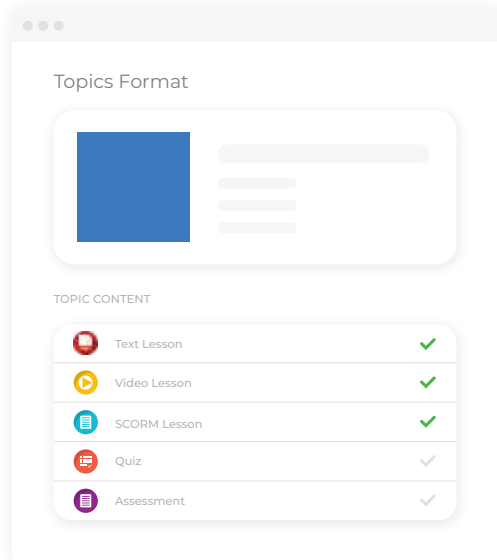 Topics Format
TOPIC CONTENT
Text Lesson
Video Lesson
SCORM Lesson
Quiz
Assessment